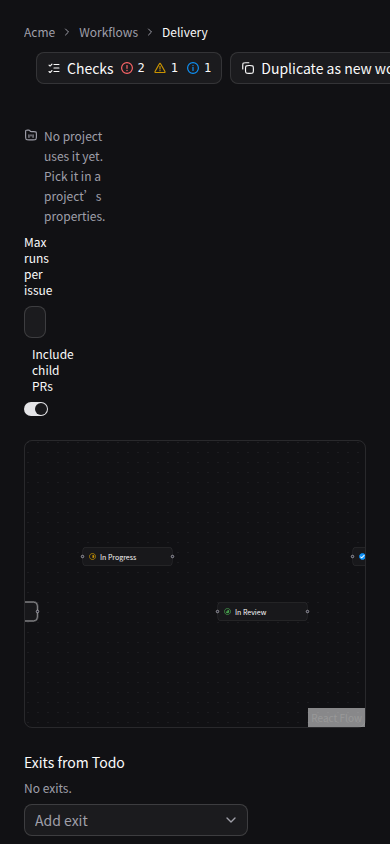 Acme > Workflows > Delivery
Checks 2 1 1 Duplicate as new wo
No project
uses it yet.
Pick it in a
project's
properties.
Max
runs
per
issue
Include
child
PRs
In Progress
In Review
React Flow
Exits from Todo
No exits.
Add exit